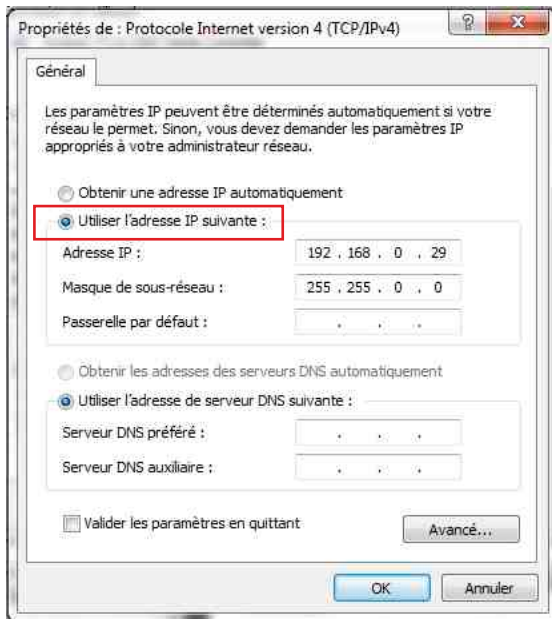 Propriétés de : Protocole Internet version 4 (TCP/IPv4)
Général
Les paramètres IP peuvent être déterminés automatiquement si votre
réseau le permet. Sinon, vous devez demander les paramètres IP
appropriés à votre administrateur réseau.
Obtenir une adresse IP automatiquement
Utiliser l'adresse IP suivante :
Adresse IP : 192 . 168 . 0 . 29
Masque de sous-réseau : 255 . 255 . 0 . 0
Passerelle par défaut : . . .
Obtenir les adresses des serveurs DNS automatiquement
Utiliser l'adresse de serveur DNS suivante :
Serveur DNS préféré : . . .
Serveur DNS auxiliaire : . . .
Valider les paramètres en quittant
Avancé...
OK Annuler